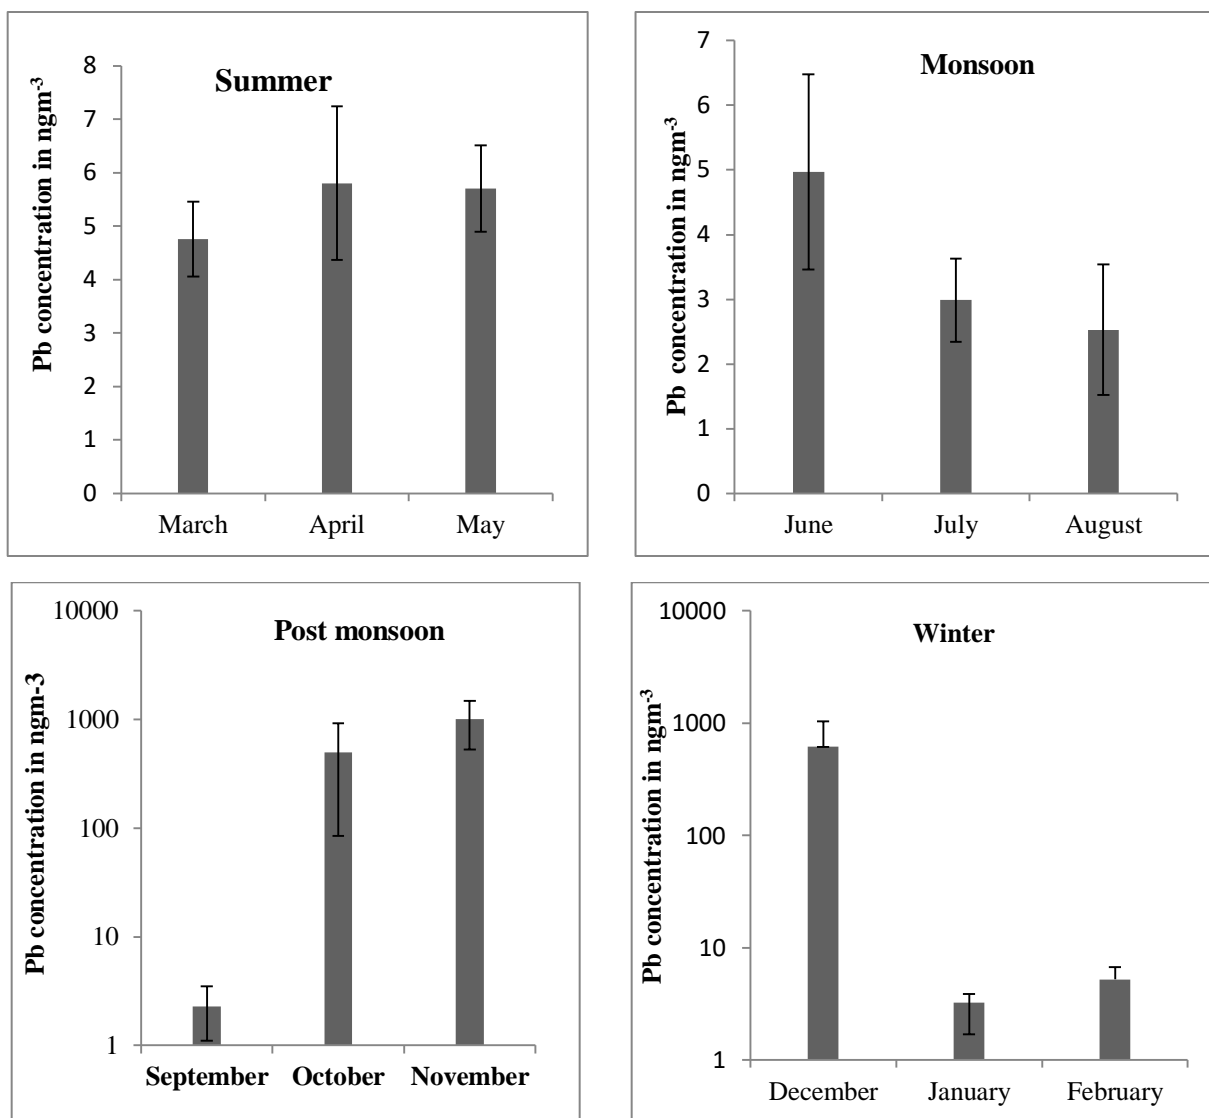 Summer
Pb concentration in ngm-3
8
7
6
5
4
3
2
1
0
March April May
Monsoon
Pb concentration in ngm-3
7
6
5
4
3
2
1
0
June July August
Post monsoon
Pb concentration in ngm-3
10000
1000
100
10
1
September October November
Winter
Pb concentration in ngm-3
10000
1000
100
10
1
December January February